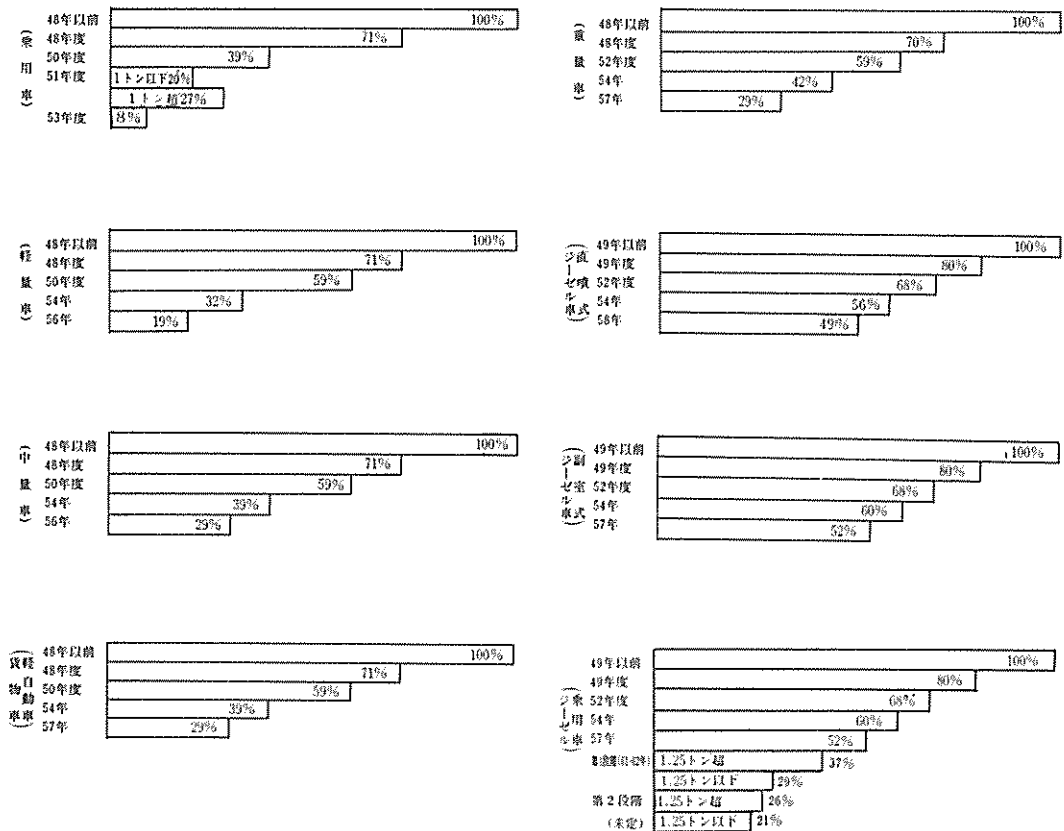 (乗用車)
48年以前 100%
48年度 71%
50年度 39%
51年度 1トン以下20%
1トン超27%
53年度 8%
(軽量車)
48年以前 100%
48年度 71%
50年度 59%
54年 32%
56年 19%
(中量車)
48年以前 100%
48年度 71%
50年度 59%
54年 39%
56年 29%
(軽自動車貨物車)
48年以前 100%
48年度 71%
50年度 59%
54年 39%
57年 29%
(重量車)
48年以前 100%
48年度 70%
52年度 59%
54年 42%
57年 29%
(直噴式ジーゼル車)
49年以前 100%
49年度 80%
52年度 68%
54年 56%
58年 49%
(副室式ジーゼル車)
49年以前 100%
49年度 80%
52年度 68%
54年 60%
57年 52%
(乗用車ジーゼル)
49年以前 100%
49年度 80%
52年度 68%
54年 60%
57年 52%
1.25トン超 37%
1.25トン以下 29%
第2段階 1.25トン超 26%
(未定) 1.25トン以下 21%